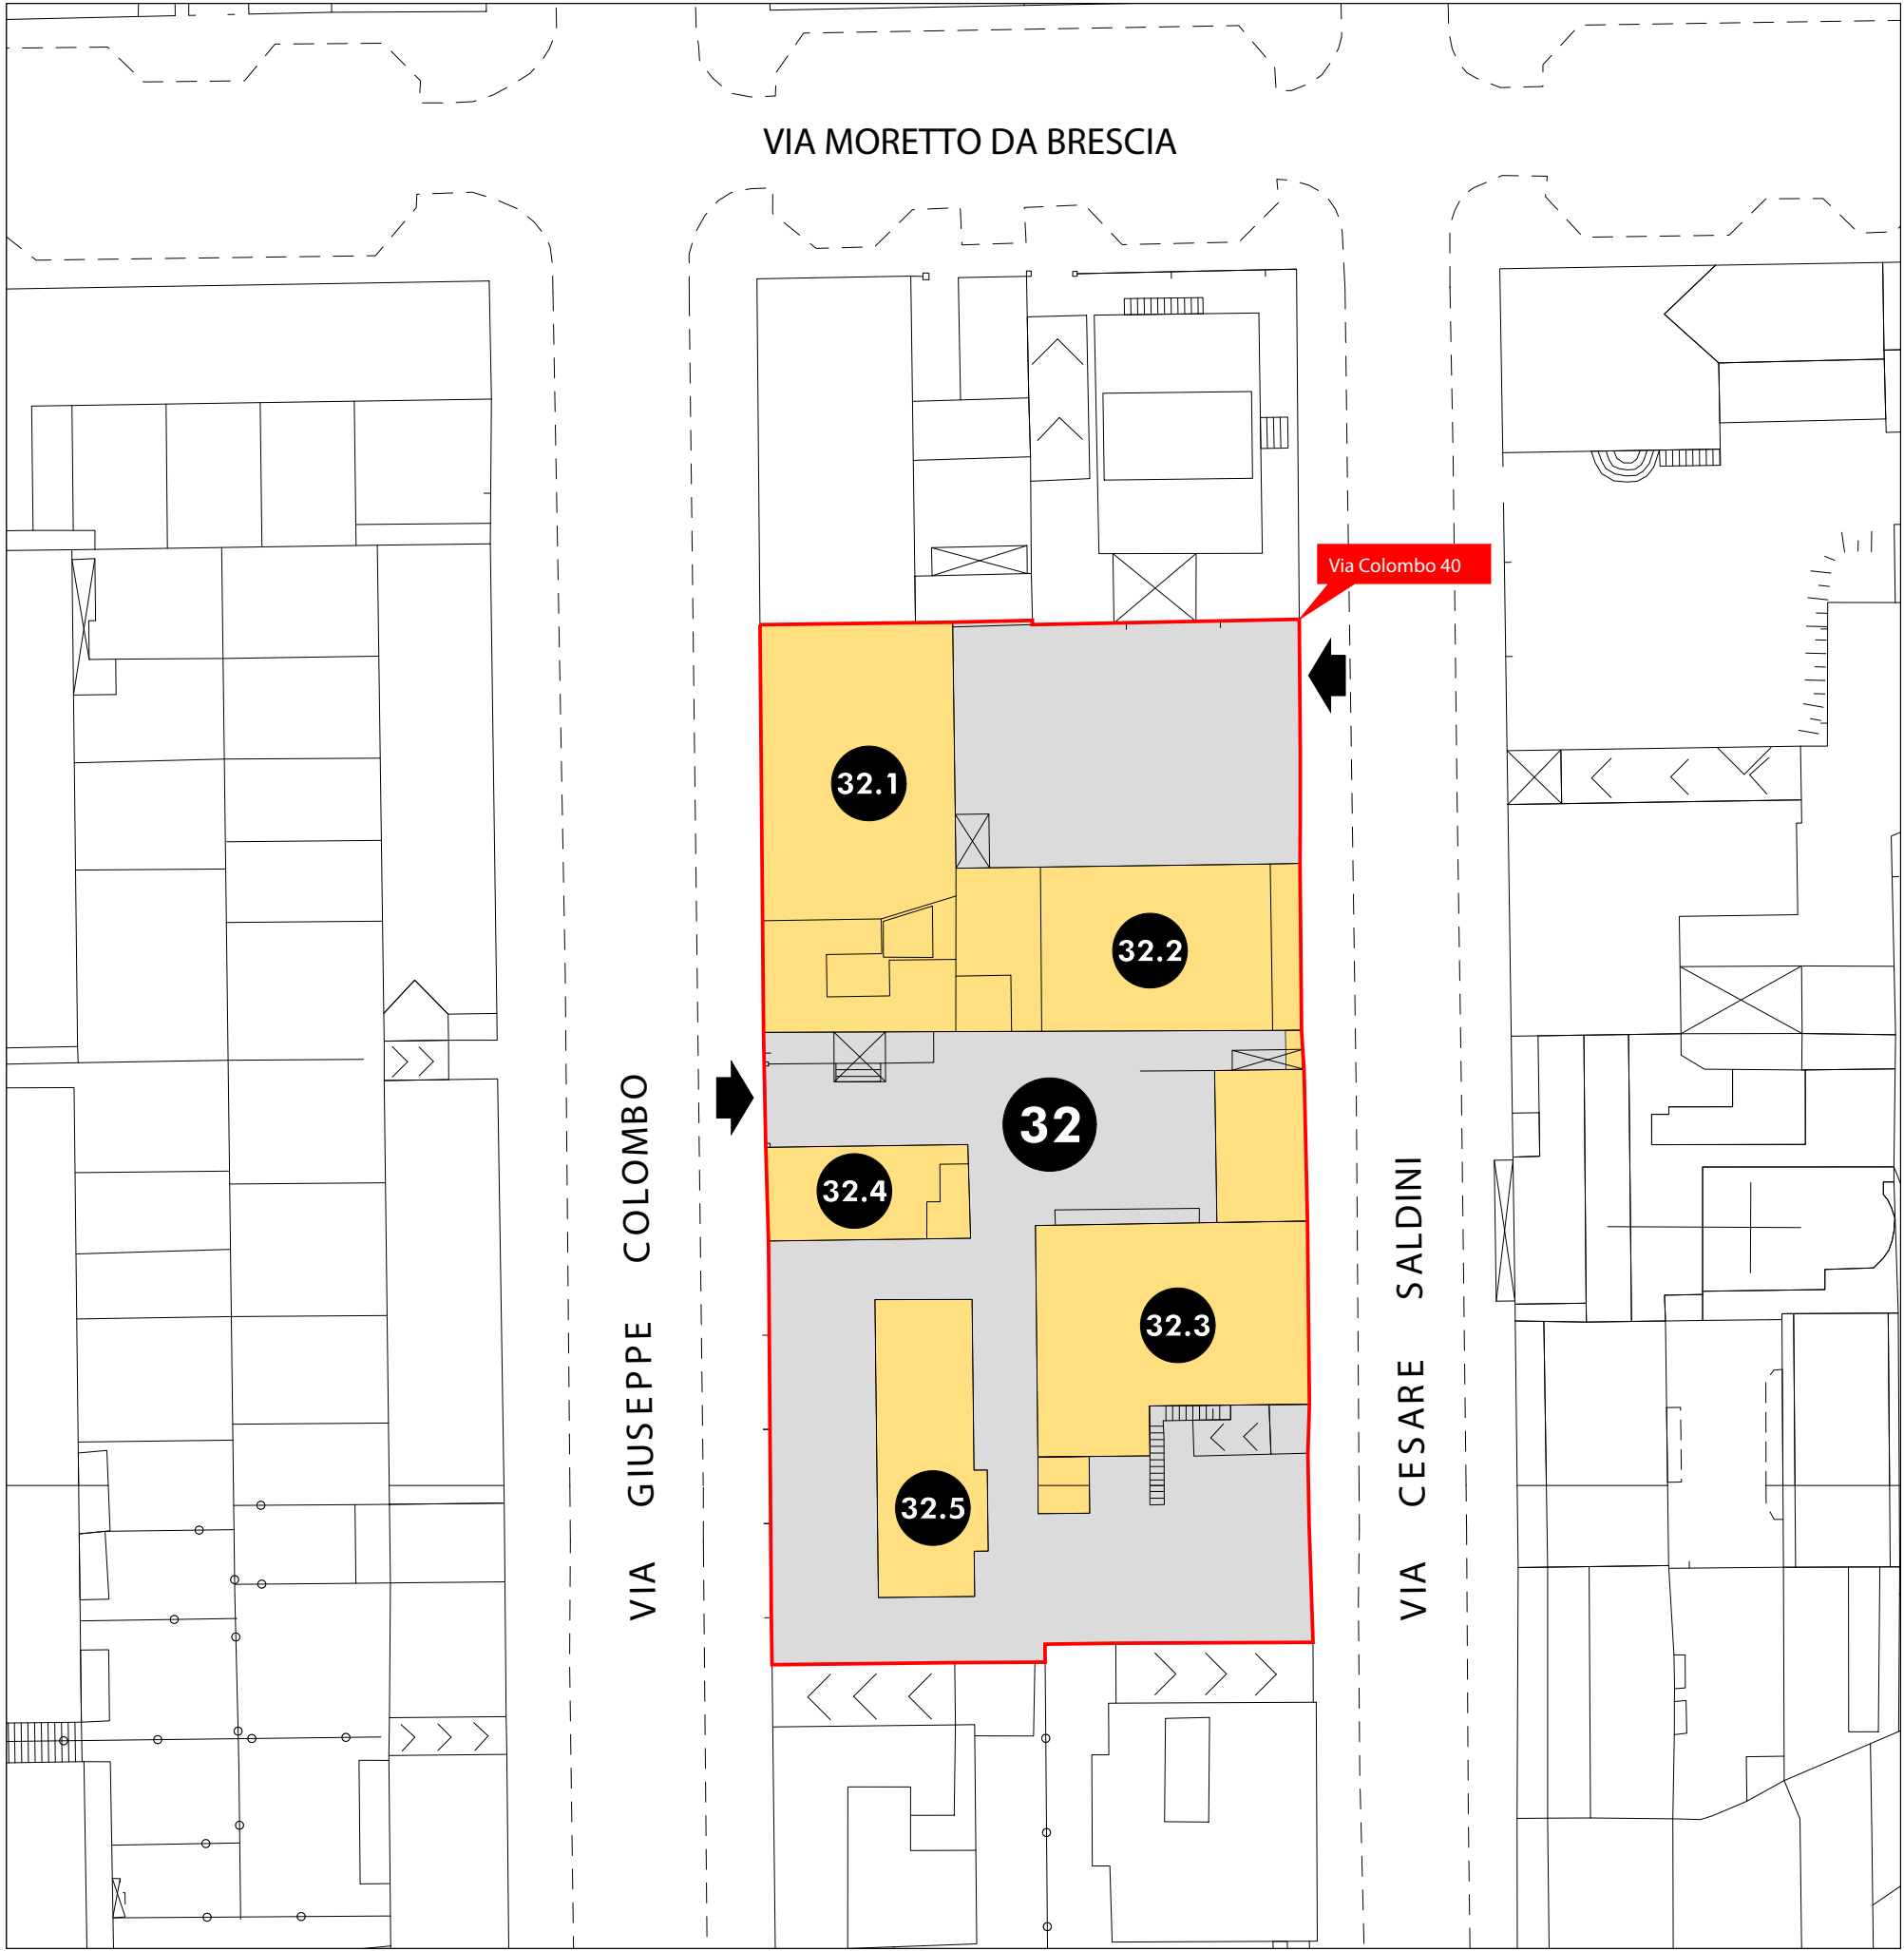 VIA MORETTO DA BRESCIA
Via Colombo 40
32.1
32.2
32
32.4
32.3
32.5
VIA GIUSEPPE COLOMBO
VIA CESARE SALDINI